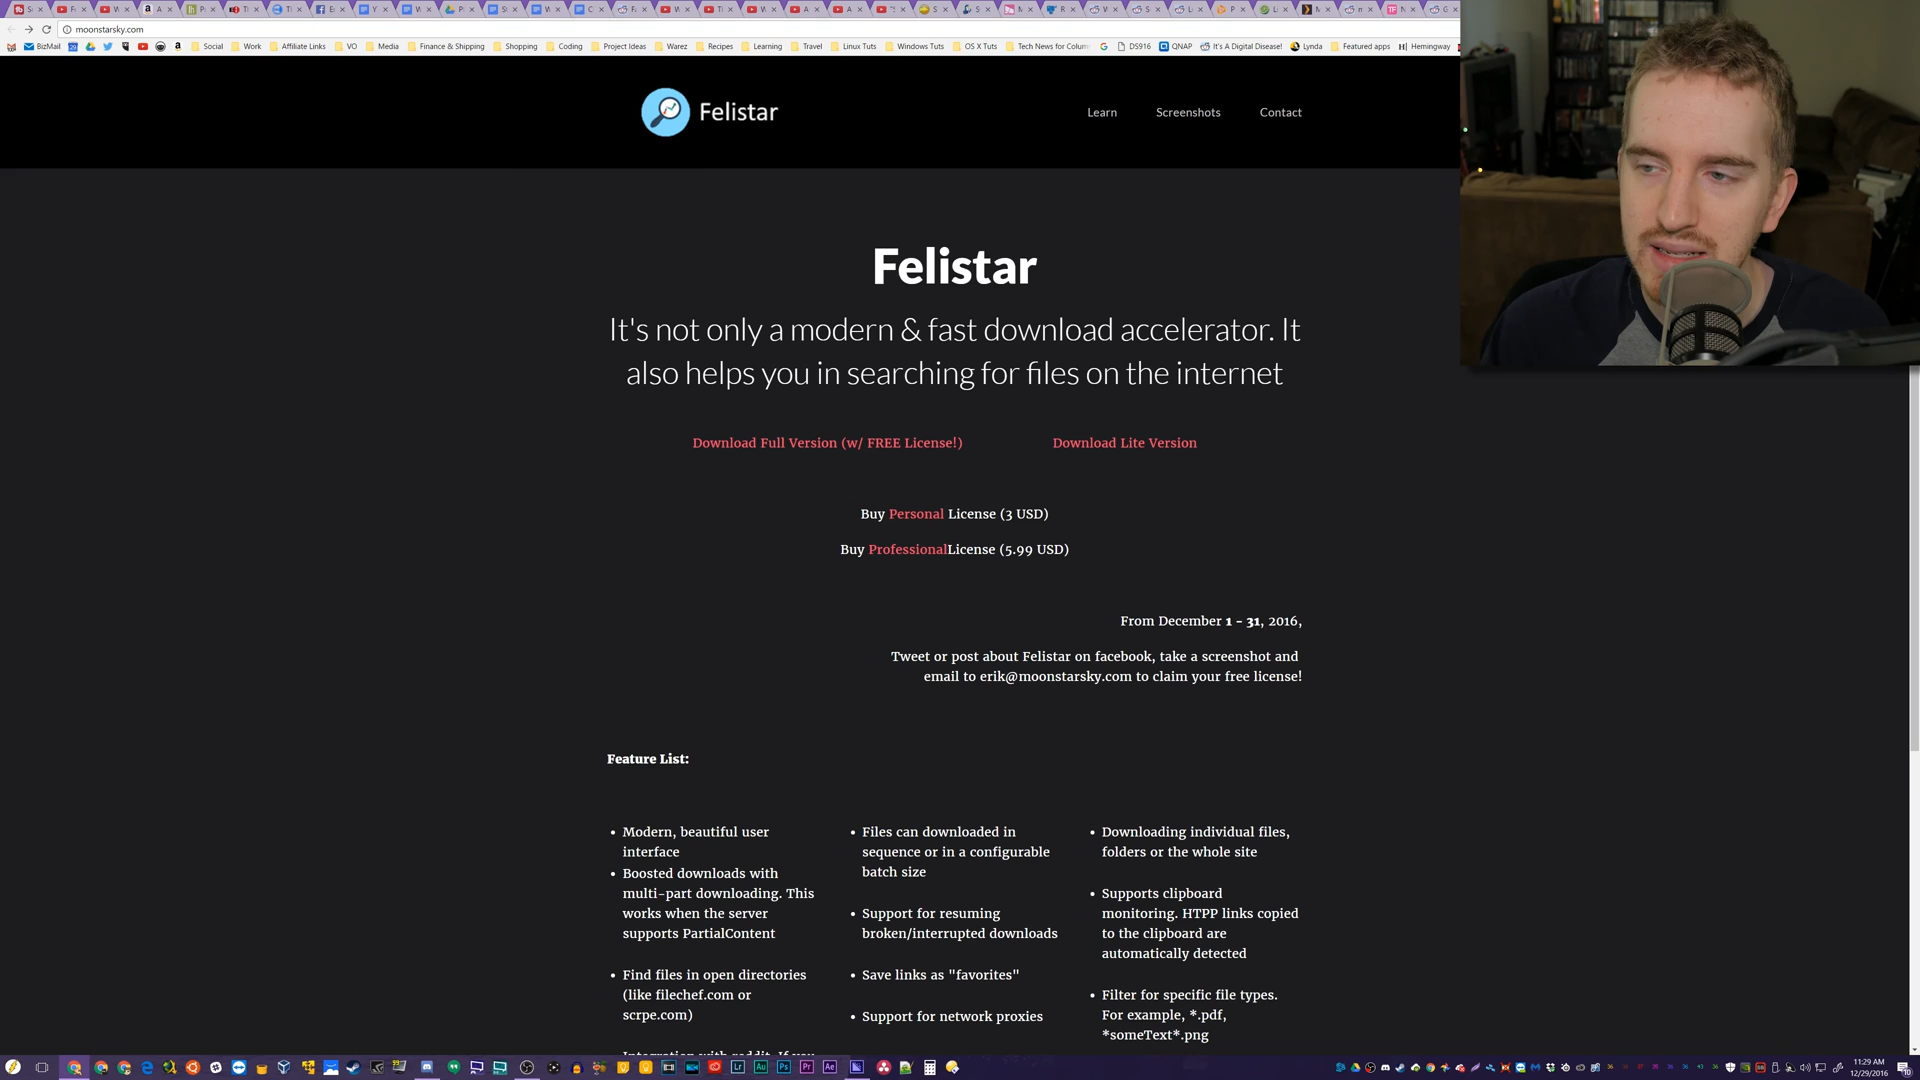 moonstarsky.com
BizMail
Social
Work
Affiliate Links
VO
Media
Finance & Shipping
Shopping
Coding
Project Ideas
Warez
Recipes
Learning
Travel
Linux Tuts
Windows Tuts
OS X Tuts
Tech News for Colum
DS916
QNAP
It's A Digital Disease!
Lynda
Featured apps
Hemingway
Felistar
Learn
Screenshots
Contact
Felistar
It's not only a modern & fast download accelerator. It
also helps you in searching for files on the internet
Download Full Version (w/ FREE License!)
Download Lite Version
Buy Personal License (3 USD)
Buy ProfessionalLicense (5.99 USD)
From December 1 - 31, 2016,
Tweet or post about Felistar on facebook, take a screenshot and
email to erik@moonstarsky.com to claim your free license!
Feature List:
• Modern, beautiful user
interface
• Boosted downloads with
multi-part downloading. This
works when the server
supports PartialContent
• Find files in open directories
(like filechef.com or
scrpe.com)
Integration with reddit. If you
• Files can downloaded in
sequence or in a configurable
batch size
• Support for resuming
broken/interrupted downloads
• Save links as "favorites"
• Support for network proxies
• Downloading individual files,
folders or the whole site
• Supports clipboard
monitoring. HTPP links copied
to the clipboard are
automatically detected
• Filter for specific file types.
For example, *.pdf,
*someText*.png
11:29 AM
12/29/2016